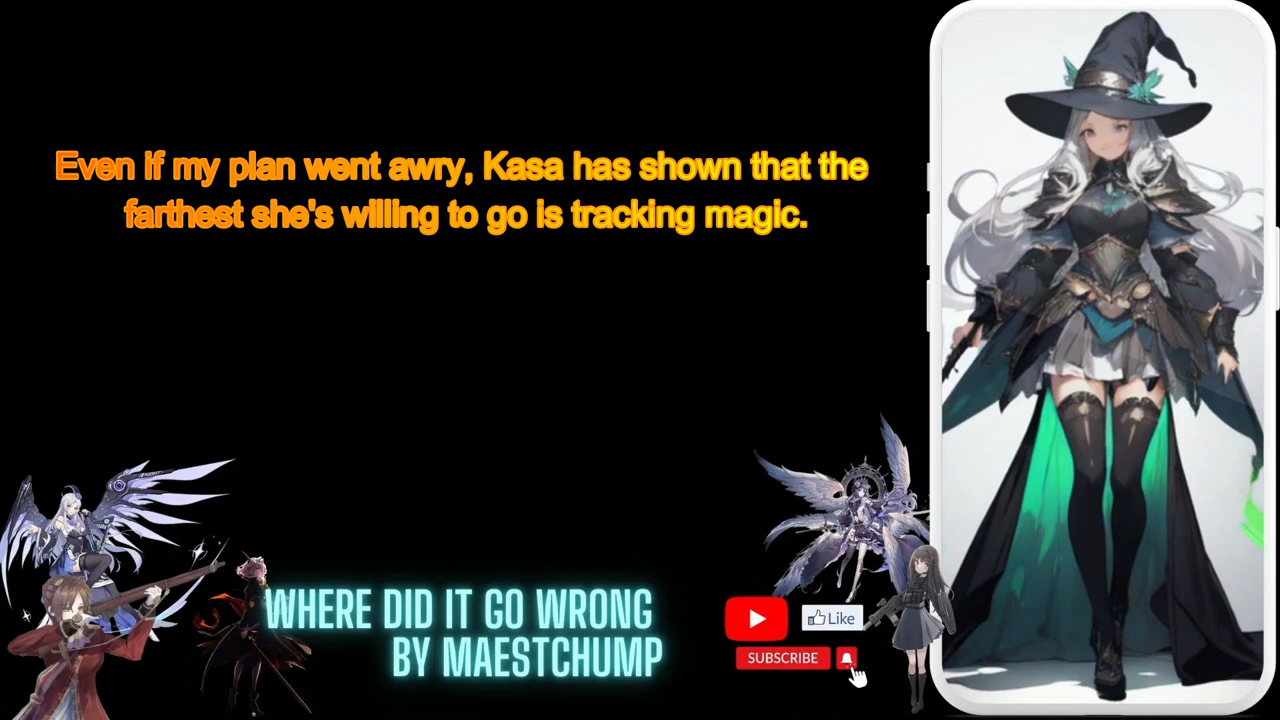 Even if my plan went awry, Kasa has shown that the
farthest she's willing to go is tracking magic.
WHERE DID IT GO WRONG
BY MAESTCHUMP
Like
SUBSCRIBE